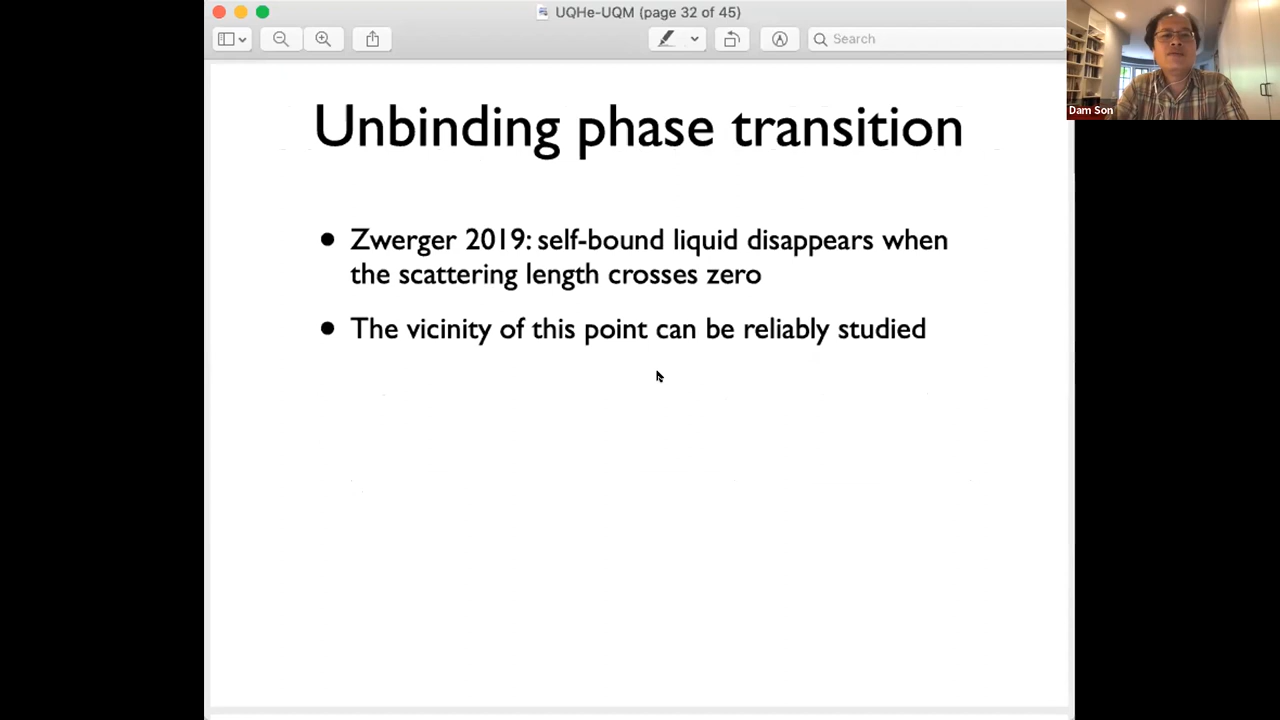 UQHe-UQM (page 32 of 45)
Search
Dam Son
Unbinding phase transition
• Zwerger 2019: self-bound liquid disappears when
the scattering length crosses zero
• The vicinity of this point can be reliably studied